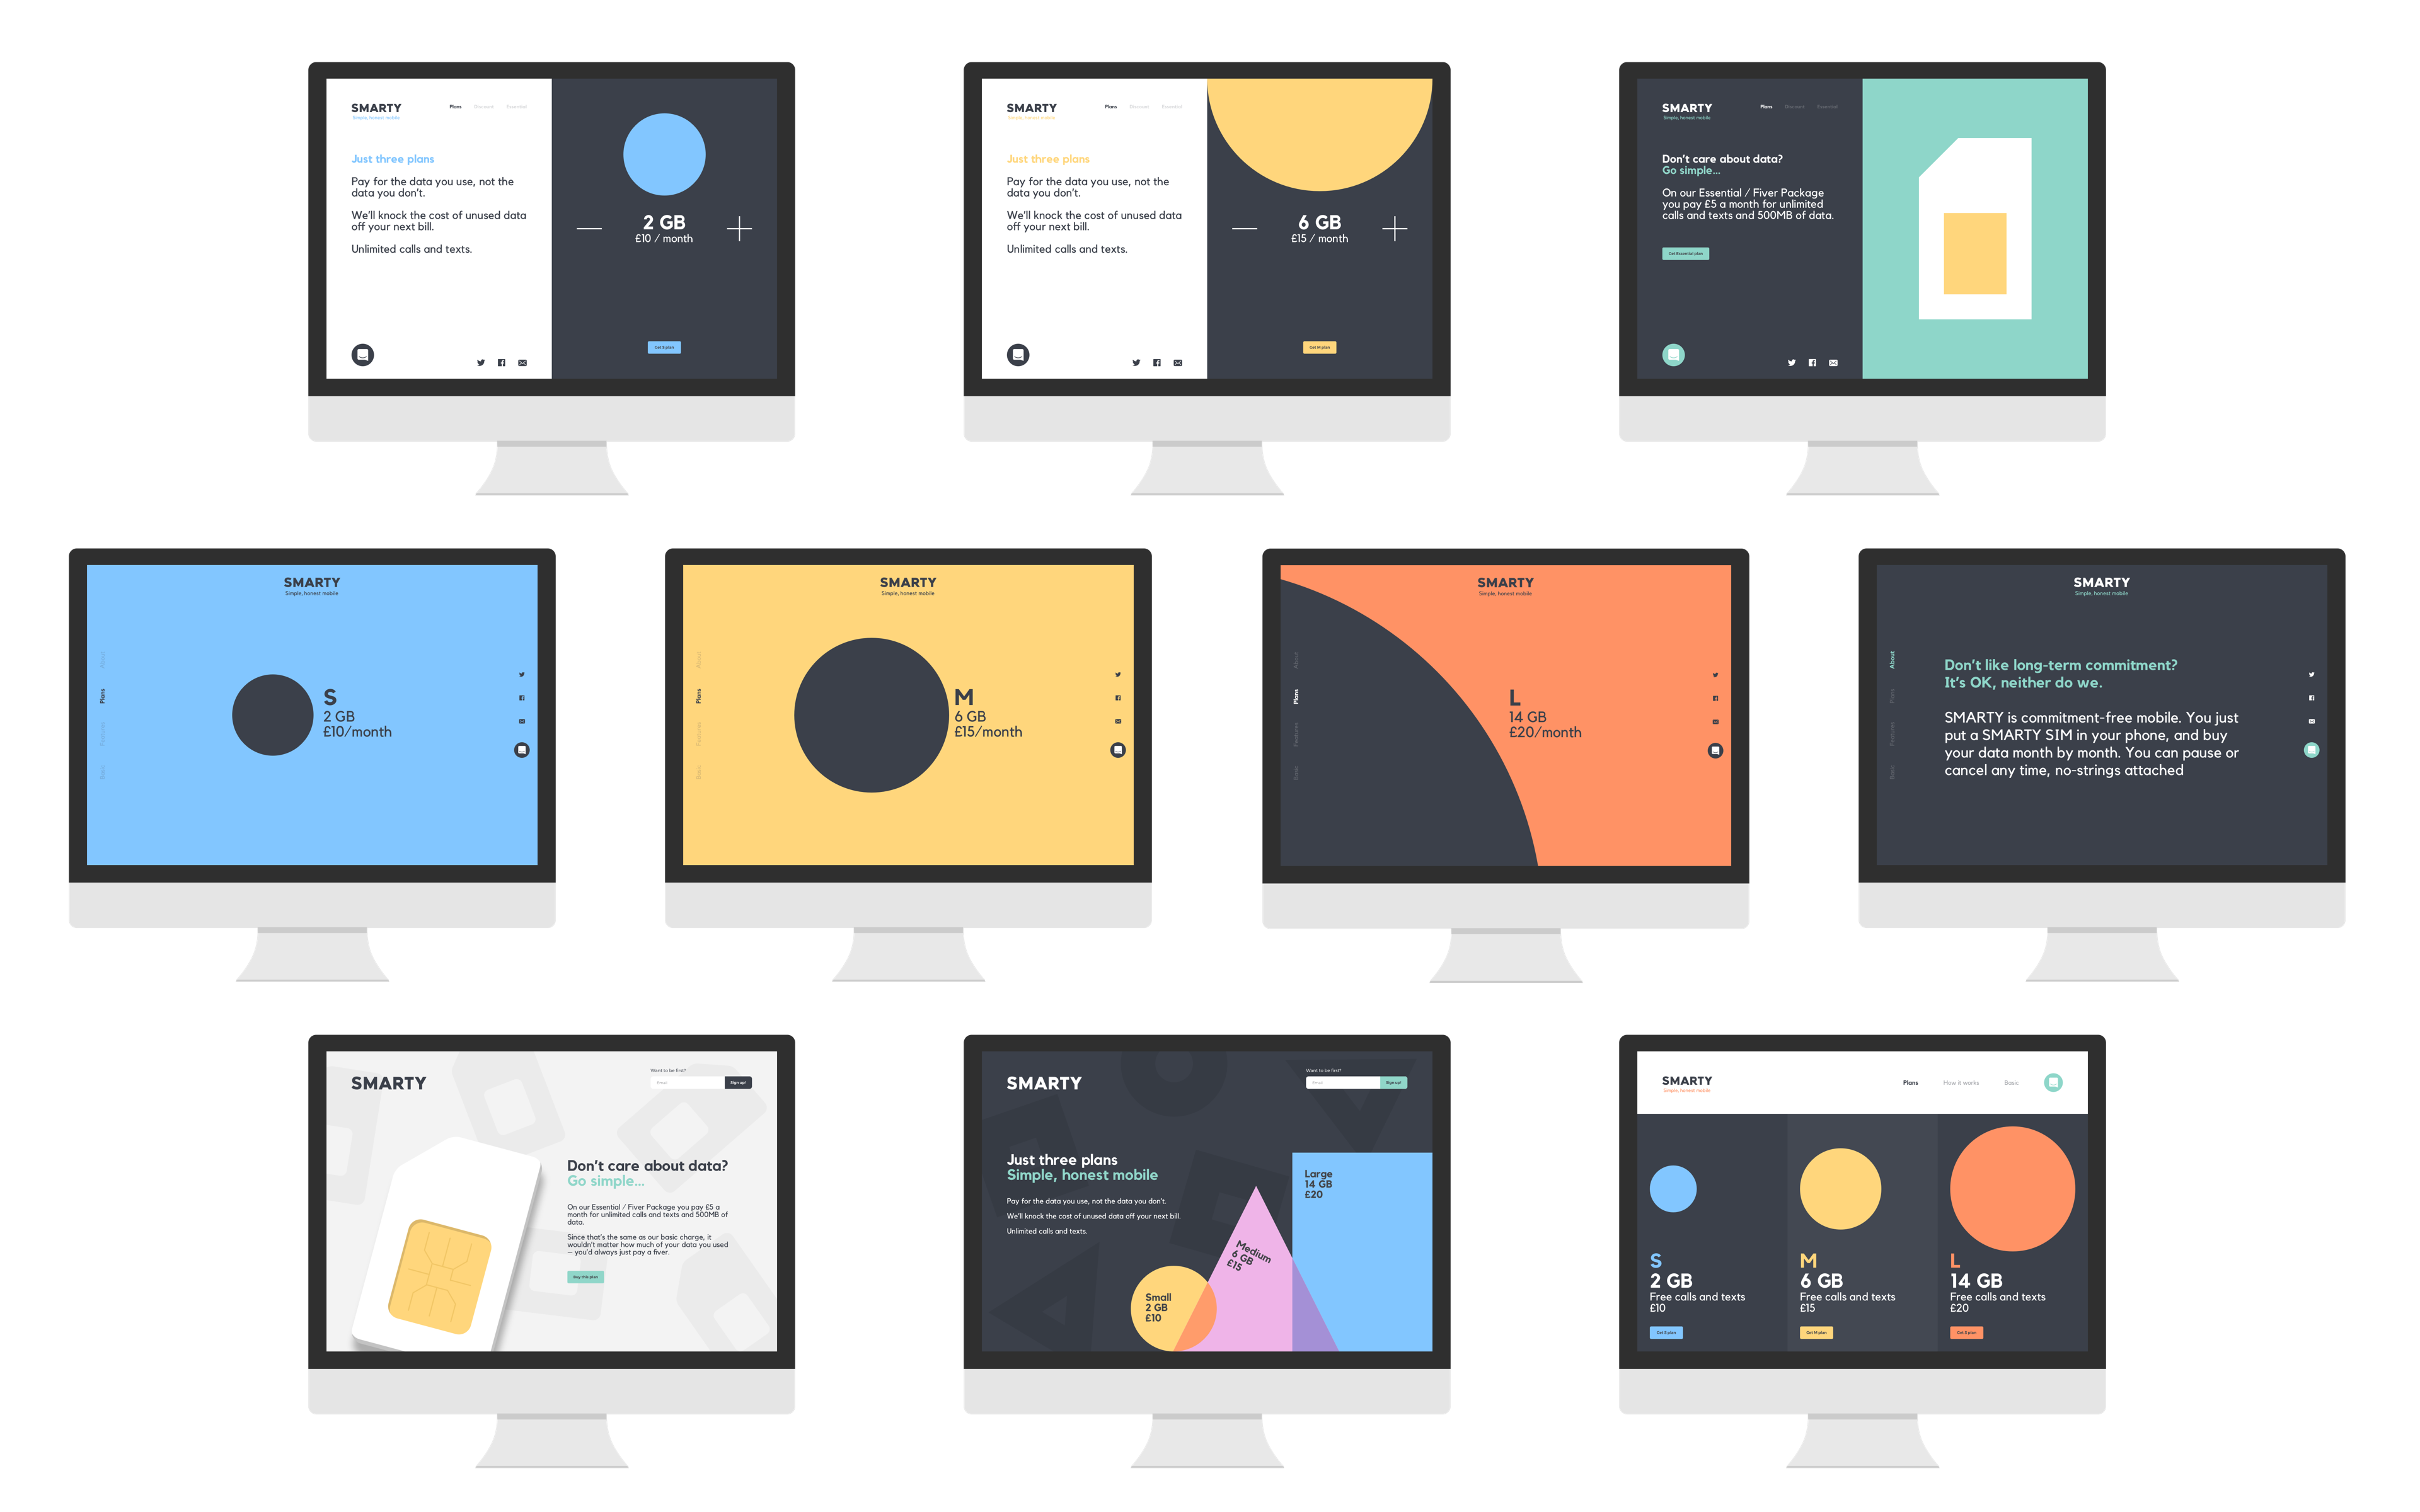 SMARTY
Simple, honest mobile
Plans Discount Essential
Just three plans
Pay for the data you use, not the
data you don't.
We'll knock the cost of unused data
off your next bill.
Unlimited calls and texts.
2 GB
£10 / month
Get S plan
SMARTY
Simple, honest mobile
Plans Discount Essential
Just three plans
Pay for the data you use, not the
data you don't.
We'll knock the cost of unused data
off your next bill.
Unlimited calls and texts.
6 GB
£15 / month
Get M plan
SMARTY
Simple, honest mobile
Plans Discount Essential
Don't care about data?
Go simple...
On our Essential / Fiver Package
you pay £5 a month for unlimited
calls and texts and 500MB of data.
Get Essential plan
SMARTY
Simple, honest mobile
About
Plans
Features
Basic
S
2 GB
£10/month
SMARTY
Simple, honest mobile
About
Plans
Features
Basic
M
6 GB
£15/month
SMARTY
Simple, honest mobile
About
Plans
Features
Basic
L
14 GB
£20/month
SMARTY
Simple, honest mobile
About
Plans
Features
Basic
Don't like long-term commitment?
It's OK, neither do we.
SMARTY is commitment-free mobile. You just
put a SMARTY SIM in your phone, and buy
your data month by month. You can pause or
cancel any time, no-strings attached
SMARTY
Want to be first?
Email Sign up!
Don't care about data?
Go simple...
On our Essential / Fiver Package you pay £5 a
month for unlimited calls and texts and 500MB of
data.
Since that's the same as our basic charge, it
wouldn't matter how much of your data you used
– you'd always just pay a fiver.
Buy this plan
SMARTY
Want to be first?
Email Sign up!
Just three plans
Simple, honest mobile
Pay for the data you use, not the data you don't.
We'll knock the cost of unused data off your next bill.
Unlimited calls and texts.
Small
2 GB
£10
Medium
6 GB
£15
Large
14 GB
£20
SMARTY
Simple, honest mobile
Plans How it works Basic
S
2 GB
Free calls and texts
£10
Get S plan
M
6 GB
Free calls and texts
£15
Get M plan
L
14 GB
Free calls and texts
£20
Get S plan